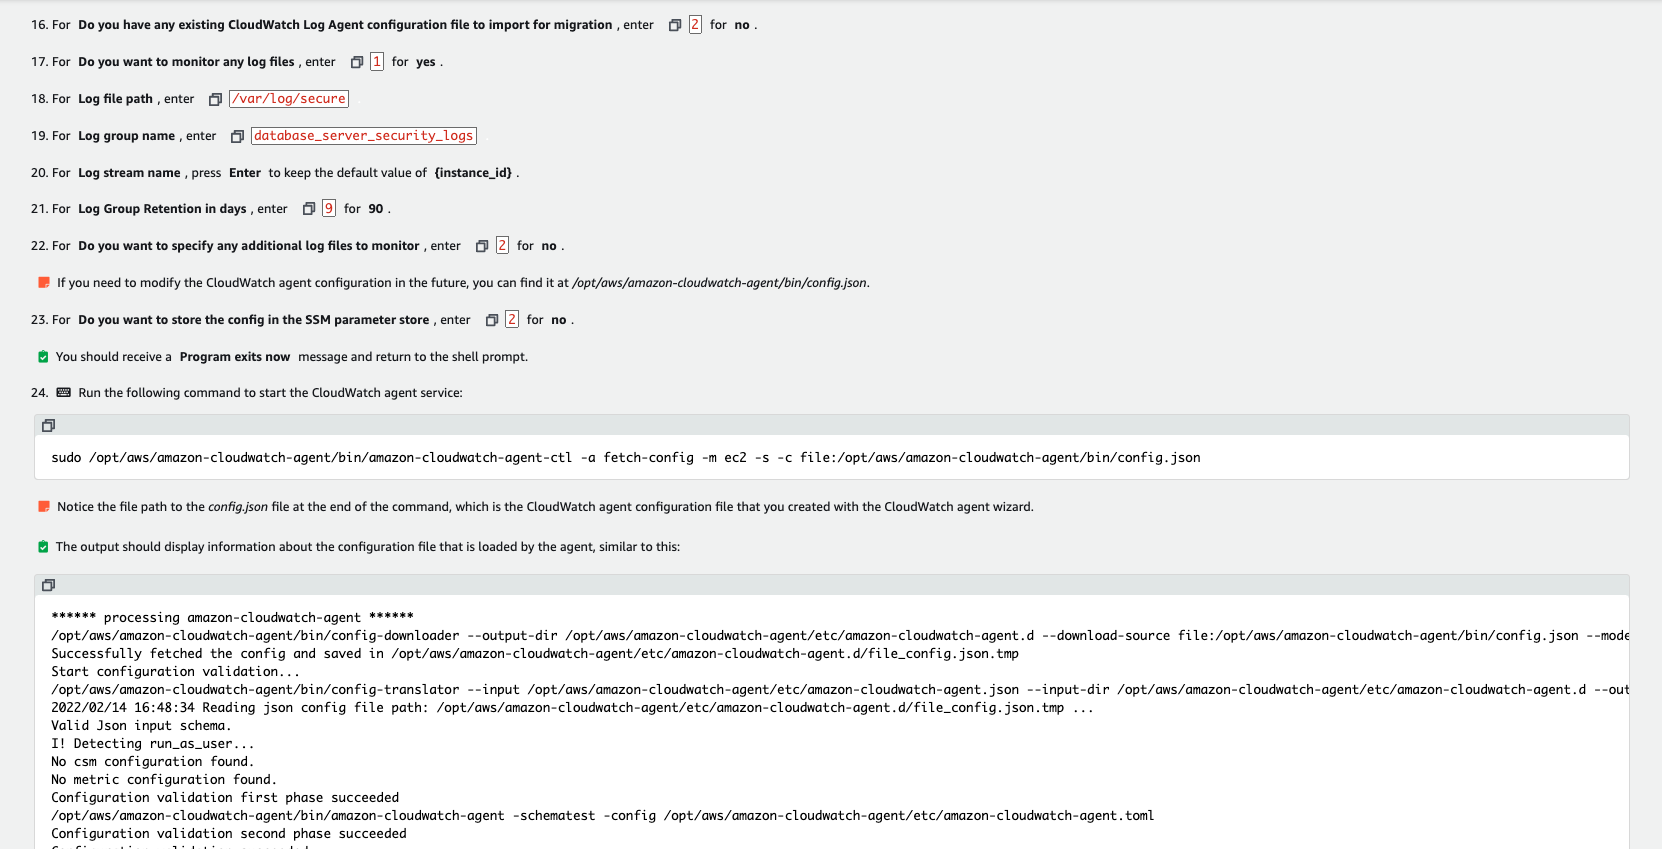 16. For Do you have any existing CloudWatch Log Agent configuration file to import for migration , enter 2 for no .
17. For Do you want to monitor any log files , enter 1 for yes .
18. For Log file path , enter /var/log/secure
19. For Log group name , enter database_server_security_logs
20. For Log stream name , press Enter to keep the default value of {instance_id} .
21. For Log Group Retention in days , enter 9 for 90 .
22. For Do you want to specify any additional log files to monitor , enter 2 for no .
If you need to modify the CloudWatch agent configuration in the future, you can find it at /opt/aws/amazon-cloudwatch-agent/bin/config.json.
23. For Do you want to store the config in the SSM parameter store , enter 2 for no .
You should receive a Program exits now message and return to the shell prompt.
24. Run the following command to start the CloudWatch agent service:
sudo /opt/aws/amazon-cloudwatch-agent/bin/amazon-cloudwatch-agent-ctl -a fetch-config -m ec2 -s -c file:/opt/aws/amazon-cloudwatch-agent/bin/config.json
Notice the file path to the config.json file at the end of the command, which is the CloudWatch agent configuration file that you created with the CloudWatch agent wizard.
The output should display information about the configuration file that is loaded by the agent, similar to this:
****** processing amazon-cloudwatch-agent ******
/opt/aws/amazon-cloudwatch-agent/bin/config-downloader --output-dir /opt/aws/amazon-cloudwatch-agent/etc/amazon-cloudwatch-agent.d --download-source file:/opt/aws/amazon-cloudwatch-agent/bin/config.json --mode
Successfully fetched the config and saved in /opt/aws/amazon-cloudwatch-agent/etc/amazon-cloudwatch-agent.d/file_config.json.tmp
Start configuration validation...
/opt/aws/amazon-cloudwatch-agent/bin/config-translator --input /opt/aws/amazon-cloudwatch-agent/etc/amazon-cloudwatch-agent.json --input-dir /opt/aws/amazon-cloudwatch-agent/etc/amazon-cloudwatch-agent.d --out
2022/02/14 16:48:34 Reading json config file path: /opt/aws/amazon-cloudwatch-agent/etc/amazon-cloudwatch-agent.d/file_config.json.tmp ...
Valid Json input schema.
I! Detecting run_as_user...
No csm configuration found.
No metric configuration found.
Configuration validation first phase succeeded
/opt/aws/amazon-cloudwatch-agent/bin/amazon-cloudwatch-agent -schematest -config /opt/aws/amazon-cloudwatch-agent/etc/amazon-cloudwatch-agent.toml
Configuration validation second phase succeeded